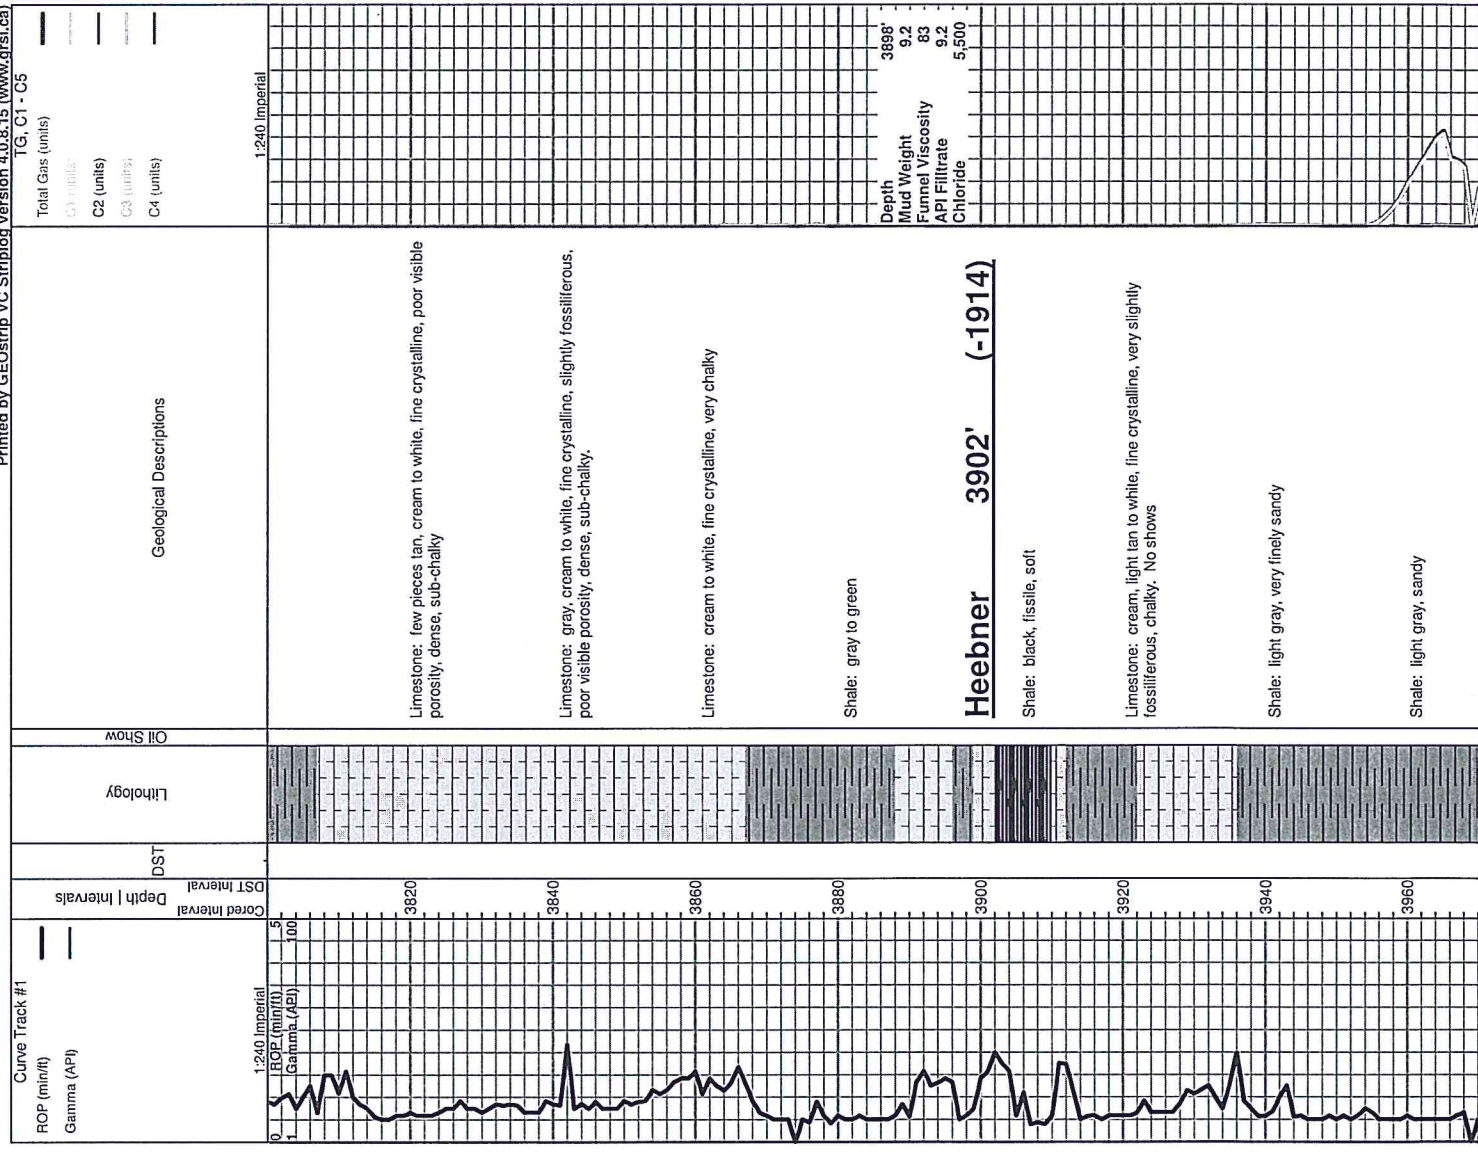 Printed by GEOstrip VC Striplog version 4.0.8.15 (www.grsi.ca)
Curve Track #1
ROP (min/ft)
Gamma (API)
Depth | Intervals
Cored Interval
DST Interval
DST
Lithology
Oil Show
Geological Descriptions
TG, C1 - C5
Total Gas (units)
C1 (units)
C2 (units)
C3 (units)
C4 (units)
1:240 Imperial
1:240 Imperial
0 ROP (min/ft) 5
1 Gamma (API) 100
3820
3840
3860
3880
3900
3920
3940
3960
Limestone: few pieces tan, cream to white, fine crystalline, poor visible
porosity, dense, sub-chalky
Limestone: gray, cream to white, fine crystalline, slightly fossiliferous,
poor visible porosity, dense, sub-chalky.
Limestone: cream to white, fine crystalline, very chalky
Shale: gray to green
Heebner 3902' (-1914)
Shale: black, fissile, soft
Limestone: cream, light tan to white, fine crystalline, very slightly
fossiliferous, chalky. No shows
Shale: light gray, very finely sandy
Shale: light gray, sandy
Depth 3898'
Mud Weight 9.2
Funnel Viscosity 83
API Filltrate 9.2
Chloride 5,500